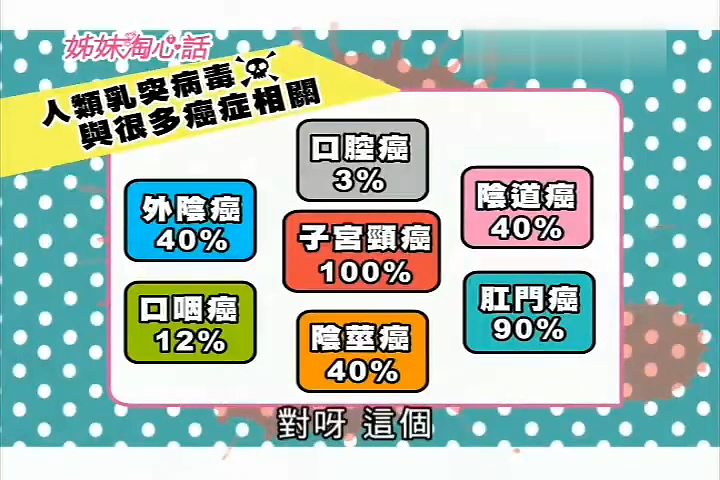 姊妹淘心話
人類乳突病毒
與很多癌症相關
口腔癌
3%
外陰癌
40%
陰道癌
40%
子宮頸癌
100%
口咽癌
12%
肛門癌
90%
陰莖癌
40%
對呀 這個